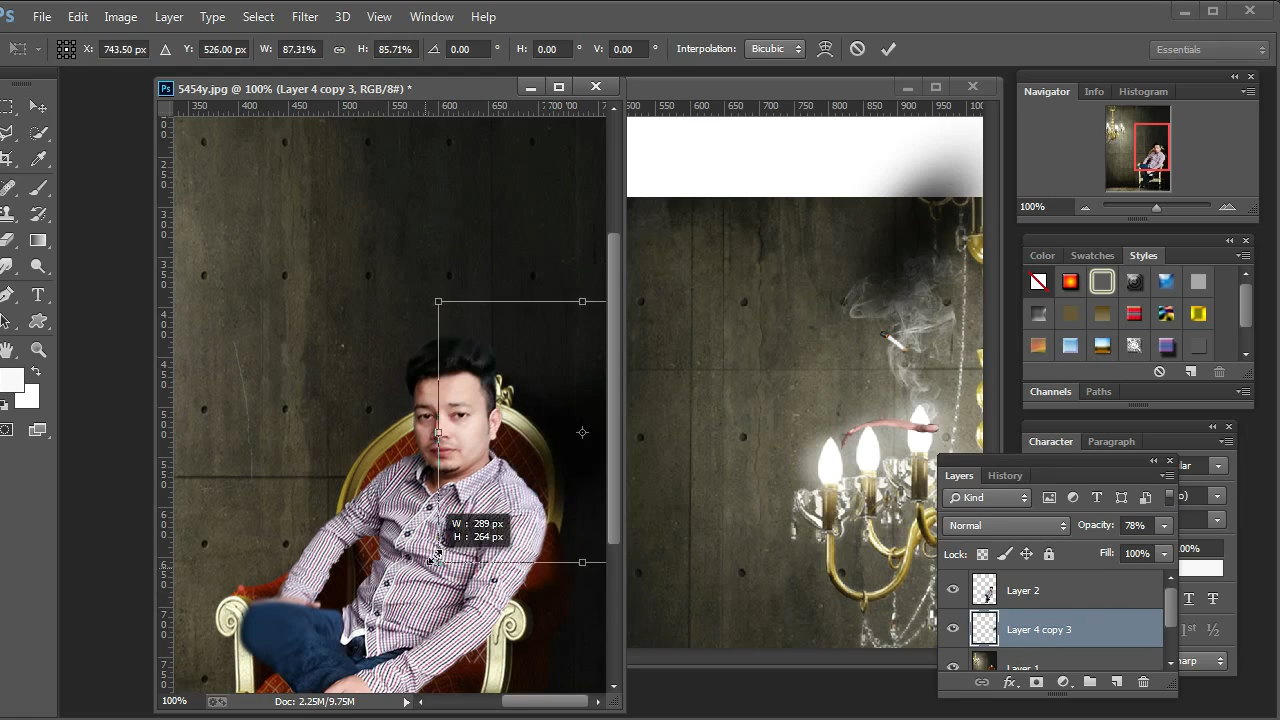 Ps File Edit Image Layer Type Select Filter 3D View Window Help
X: 743.50 px Y: 526.00 px W: 87.31% H: 85.71% 0.00 ° H: 0.00 ° V: 0.00 ° Interpolation: Bicubic Essentials
Ps 5454y.jpg @ 100% (Layer 4 copy 3, RGB/8#) *
350 400 450 500 550 600 650 700
550 600 650 700 750 800 850 900 950
Navigator Info Histogram
100%
Color Swatches Styles
Channels Paths
Character Paragraph
W : 289 px
H : 264 px
Layers History
Kind
Normal Opacity: 78%
Lock: Fill: 100%
Layer 2
Layer 4 copy 3
Layer 1
T
100% Doc: 2.25M/9.75M